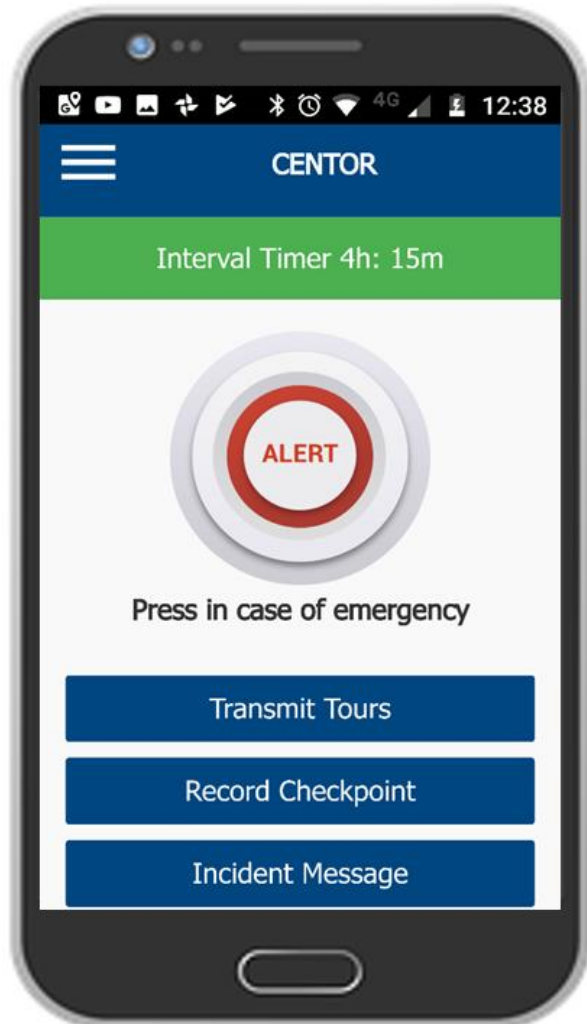 4G 12:38
CENTOR
Interval Timer 4h: 15m
ALERT
Press in case of emergency
Transmit Tours
Record Checkpoint
Incident Message